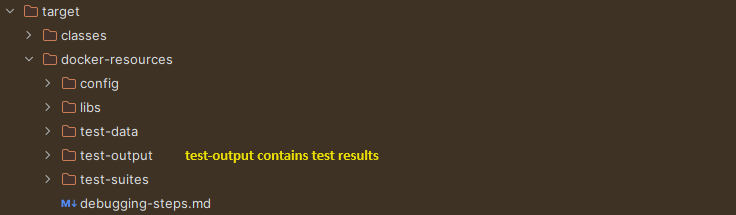 target
classes
docker-resources
config
libs
test-data
test-output test-output contains test results
test-suites
M↓ debugging-steps.md